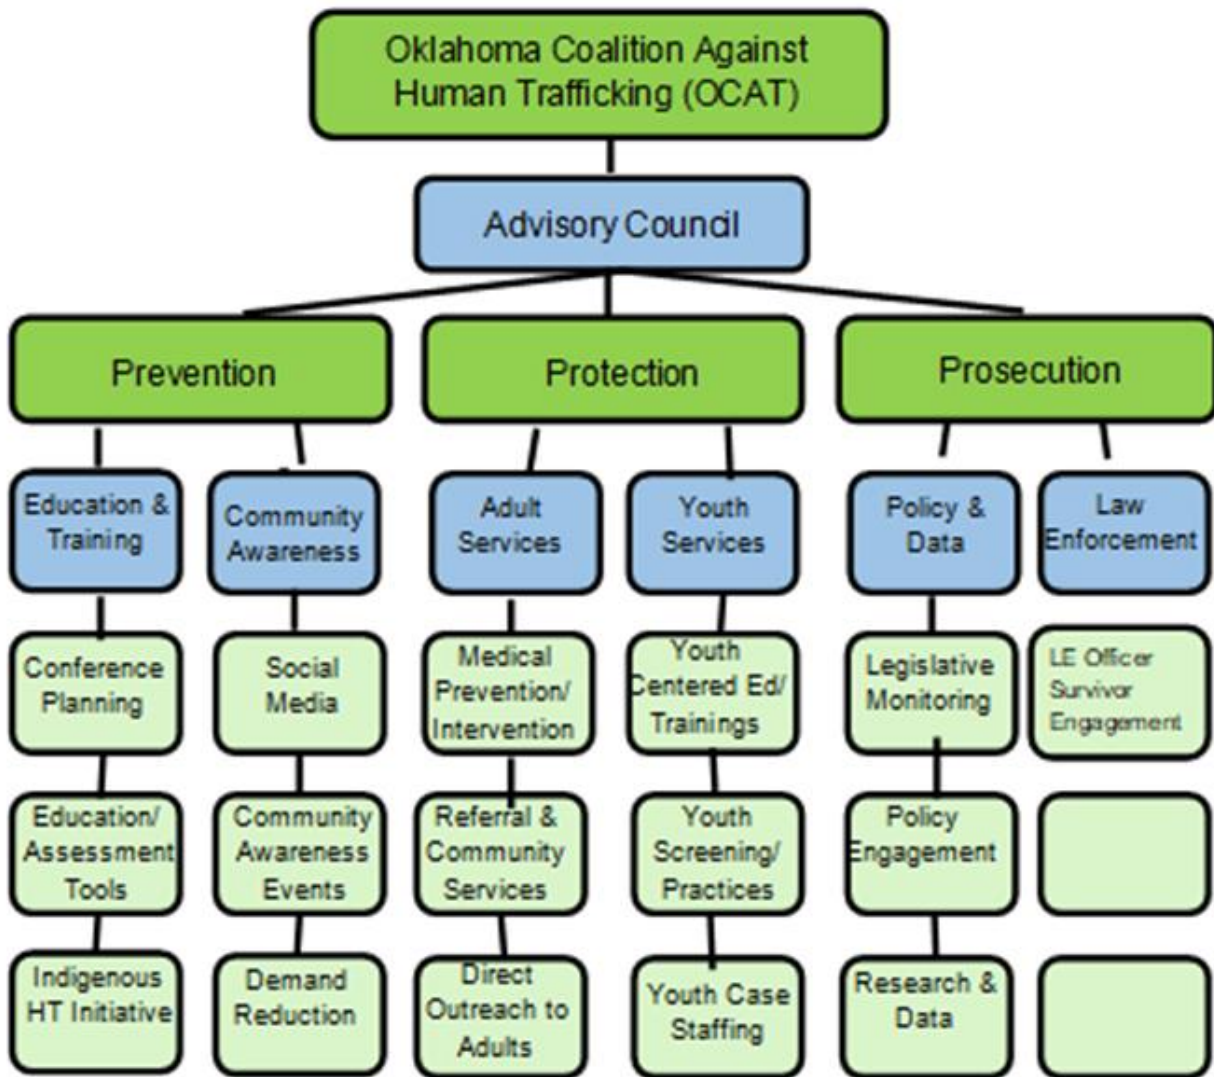 Oklahoma Coalition Against
Human Trafficking (OCAT)
Advisory Council
Prevention
Protection
Prosecution
Education &
Training
Community
Awareness
Adult
Services
Youth
Services
Policy &
Data
Law
Enforcement
Conference
Planning
Social
Media
Medical
Prevention/
Intervention
Youth
Centered Ed/
Trainings
Legislative
Monitoring
LE Officer
Survivor
Engagement
Education/
Assessment
Tools
Community
Awareness
Events
Referral &
Community
Services
Youth
Screening/
Practices
Policy
Engagement
Indigenous
HT Initiative
Demand
Reduction
Direct
Outreach to
Adults
Youth Case
Staffing
Research &
Data